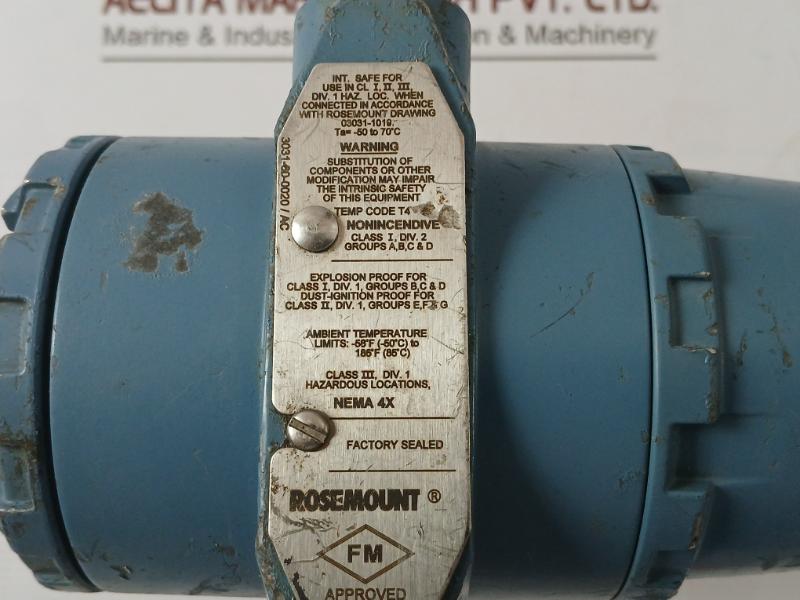 PVT. LTD.
Marine & Indus
n & Machinery
INT. SAFE FOR
USE IN CL I, II, III,
DIV. 1 HAZ. LOC. WHEN
CONNECTED IN ACCORDANCE
WITH ROSEMOUNT DRAWING
03031-1019.
Ta= -50 to 70°C
WARNING
SUBSTITUTION OF
COMPONENTS OR OTHER
MODIFICATION MAY IMPAIR
THE INTRINSIC SAFETY
OF THIS EQUIPMENT
TEMP CODE T4
NONINCENDIVE
CLASS I, DIV. 2
GROUPS A,B,C & D
3031-6D-0020 / AC
EXPLOSION PROOF FOR
CLASS I, DIV. 1, GROUPS B,C & D
DUST-IGNITION PROOF FOR
CLASS II, DIV. 1, GROUPS E,F & G
AMBIENT TEMPERATURE
LIMITS: -58°F (-50°C) to
185°F (85°C)
CLASS III, DIV. 1
HAZARDOUS LOCATIONS,
NEMA 4X
FACTORY SEALED
ROSEMOUNT ®
FM
APPROVED